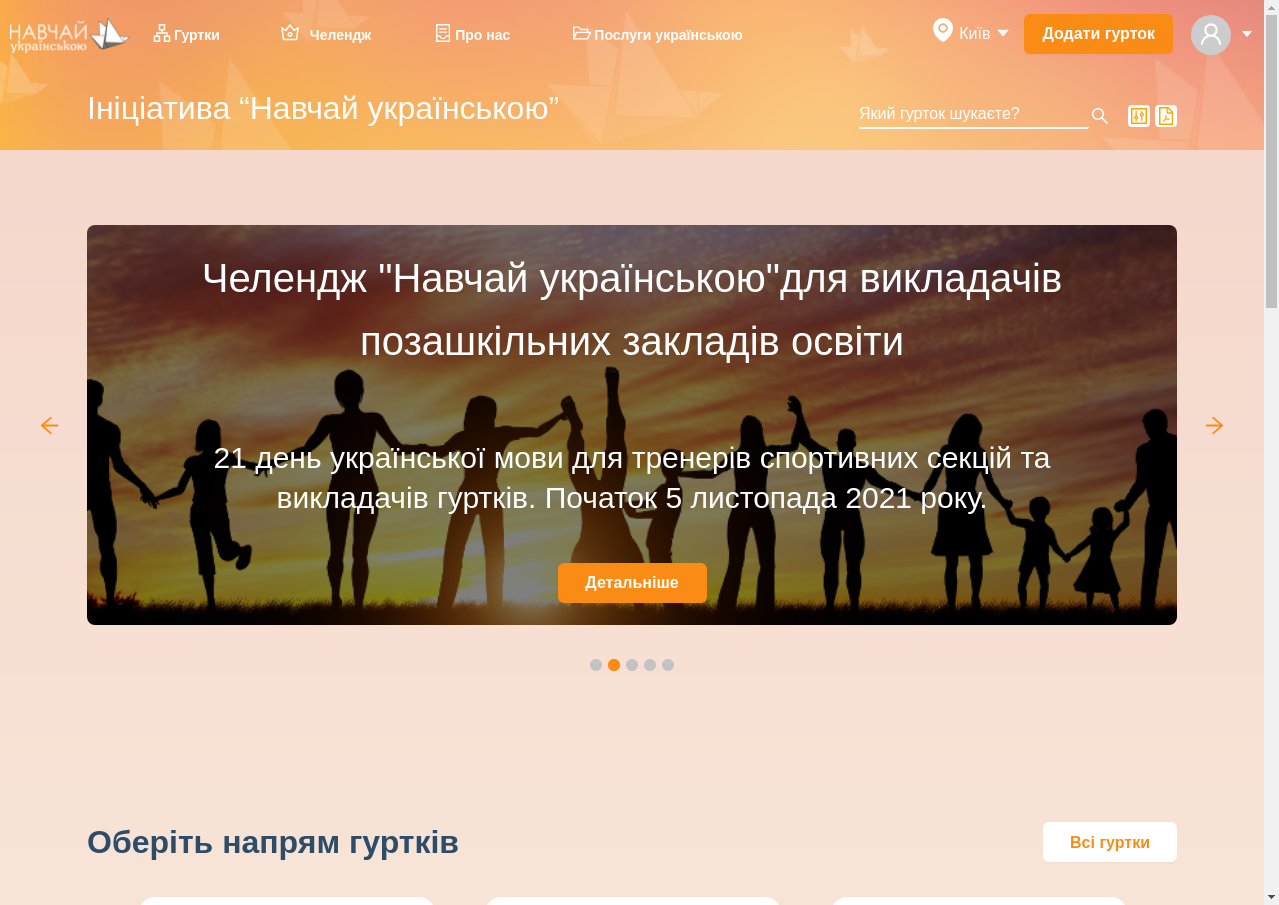 НАВЧАЙ
українською
Гуртки
Челендж
Про нас
Послуги українською
Київ
Додати гурток
Ініціатива “Навчай українською”
Який гурток шукаєте?
Челендж "Навчай українською"для викладачів
позашкільних закладів освіти
21 день української мови для тренерів спортивних секцій та
викладачів гуртків. Початок 5 листопада 2021 року.
Детальніше
Оберіть напрям гуртків
Всі гуртки